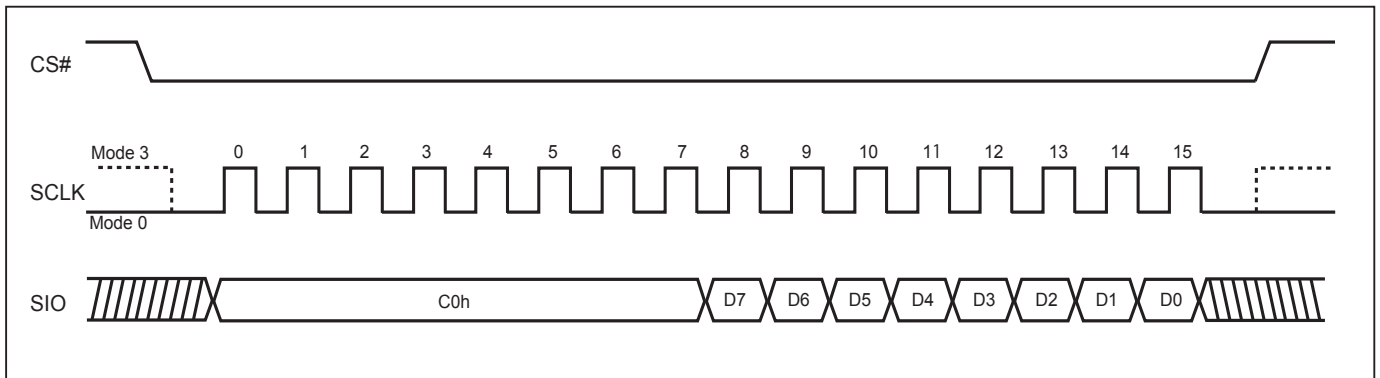 CS#
Mode 3
0 1 2 3 4 5 6 7 8 9 10 11 12 13 14 15
SCLK
Mode 0
SIO
C0h D7 D6 D5 D4 D3 D2 D1 D0